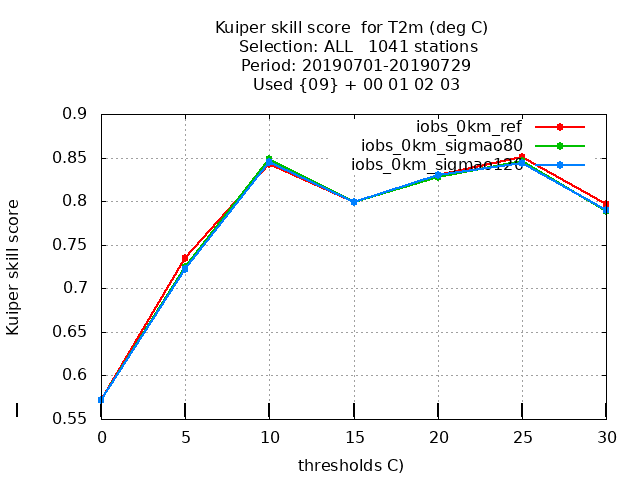 Kuiper skill score  for T2m (deg C)
Selection: ALL   1041 stations
Period: 20190701-20190729
Used {09} + 00 01 02 03
iobs_0km_ref
iobs_0km_sigmao80
iobs_0km_sigmao120
0.9
0.85
0.8
0.75
0.7
0.65
0.6
0.55
Kuiper skill score
0 5 10 15 20 25 30
thresholds C)